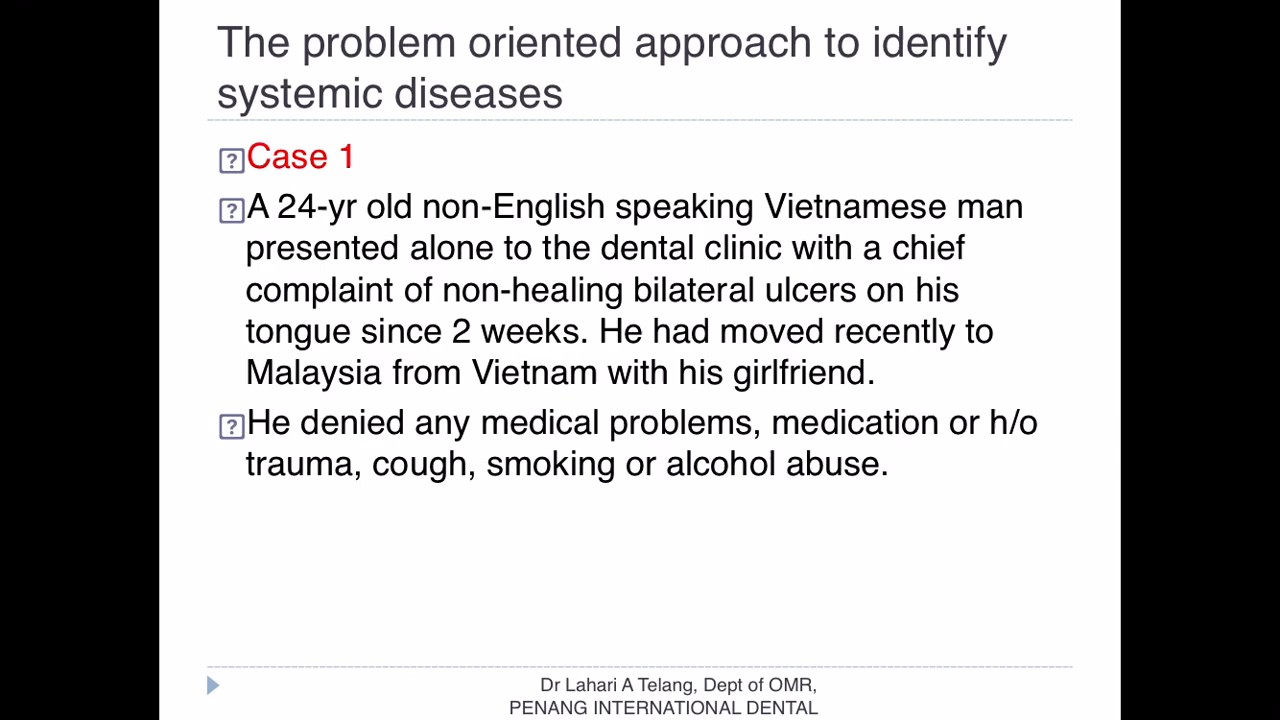 The problem oriented approach to identify
systemic diseases
Case 1
A 24-yr old non-English speaking Vietnamese man
presented alone to the dental clinic with a chief
complaint of non-healing bilateral ulcers on his
tongue since 2 weeks. He had moved recently to
Malaysia from Vietnam with his girlfriend.
He denied any medical problems, medication or h/o
trauma, cough, smoking or alcohol abuse.
Dr Lahari A Telang, Dept of OMR,
PENANG INTERNATIONAL DENTAL